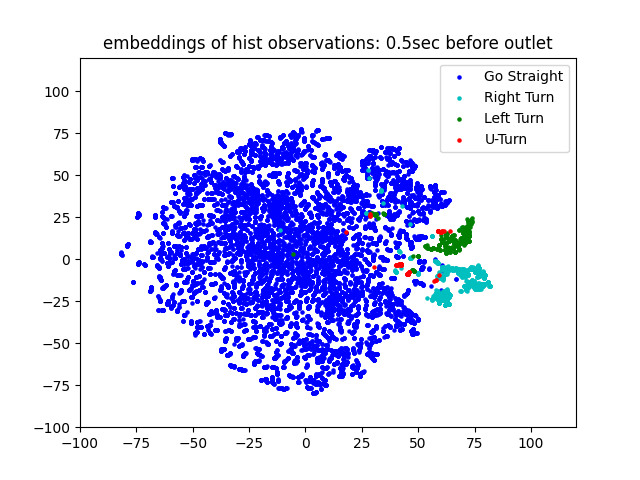 embeddings of hist observations: 0.5sec before outlet
Go Straight
Right Turn
Left Turn
U-Turn
100
75
50
25
0
−25
−50
−75
−100
−100 −75 −50 −25 0 25 50 75 100